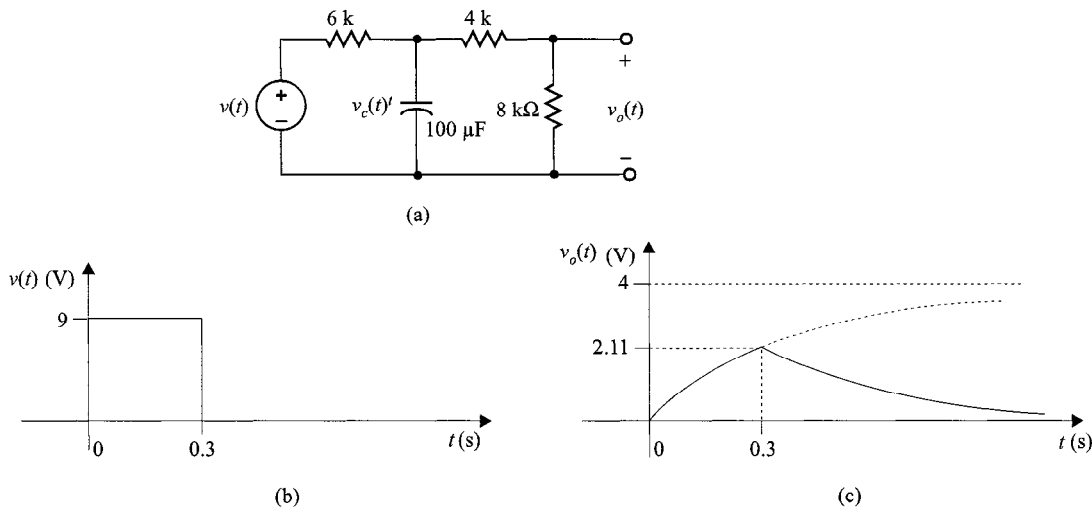 6 k
4 k
+
v(t)
+
−
v_c(t)^t
100 μF
8 kΩ
v_o(t)
−
(a)
v(t) (V)
9
0
0.3
t (s)
(b)
v_o(t) (V)
4
2.11
0
0.3
t (s)
(c)